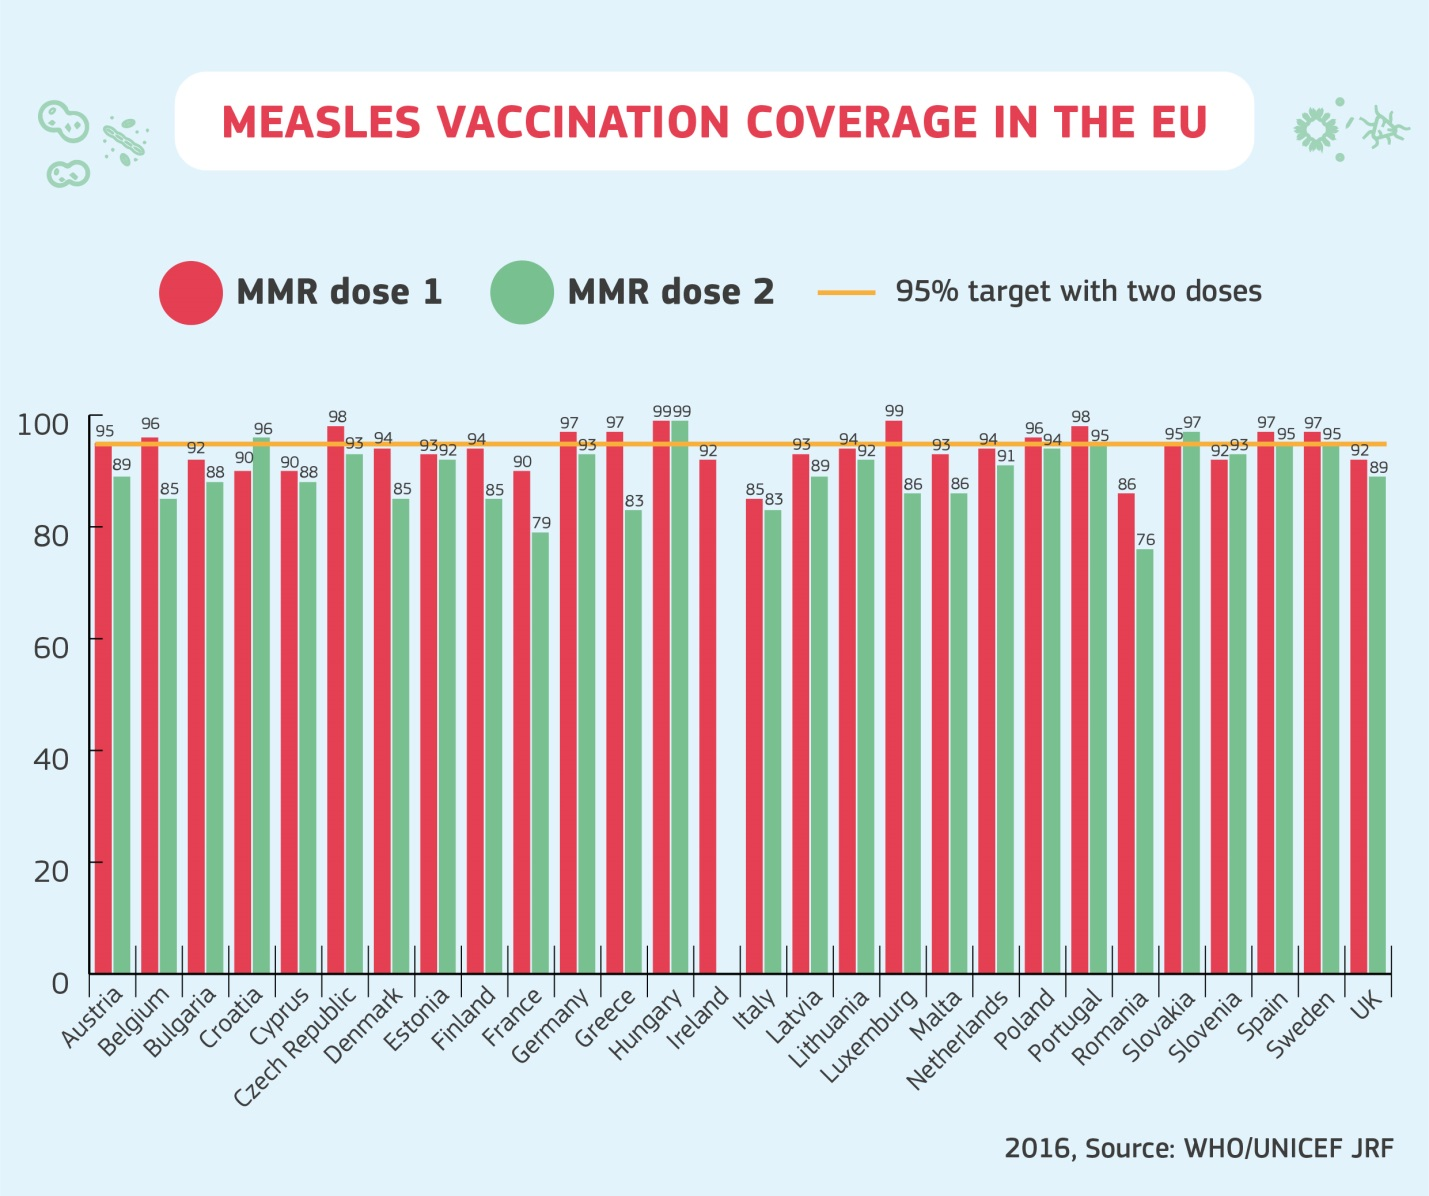 MEASLES VACCINATION COVERAGE IN THE EU
MMR dose 1 MMR dose 2 95% target with two doses
100
80
60
40
20
0
95 89
96 85
92 88
90 96
90 88
98 93
94 85
93 92
94 85
90 79
97 93
97 83
99 99
92
85 83
93 89
94 92
99 86
93 86
94 91
96 94
98 95
86 76
95 97
92 93
97 95
97 95
92 89
Austria
Belgium
Bulgaria
Croatia
Cyprus
Czech Republic
Denmark
Estonia
Finland
France
Germany
Greece
Hungary
Ireland
Italy
Latvia
Lithuania
Luxemburg
Malta
Netherlands
Poland
Portugal
Romania
Slovakia
Slovenia
Spain
Sweden
UK
2016, Source: WHO/UNICEF JRF